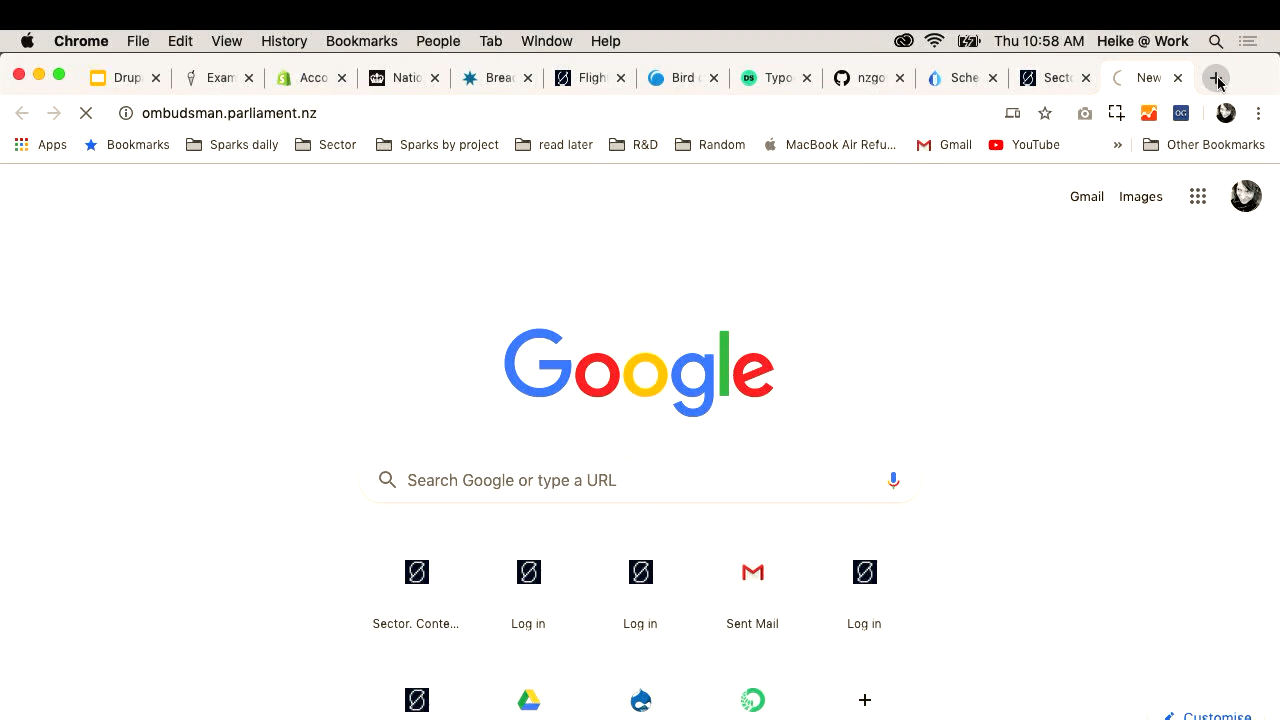 Chrome File Edit View History Bookmarks People Tab Window Help Thu 10:58 AM Heike @ Work
Drup Exam Acco Natio Brea Fligh Bird Typo nzgo Sche Secto New
ombudsman.parliament.nz
Apps Bookmarks Sparks daily Sector Sparks by project read later R&D Random MacBook Air Refu... Gmail YouTube » Other Bookmarks
Gmail Images
Google
Search Google or type a URL
Sector. Conte... Log in Log in Sent Mail Log in
Customise